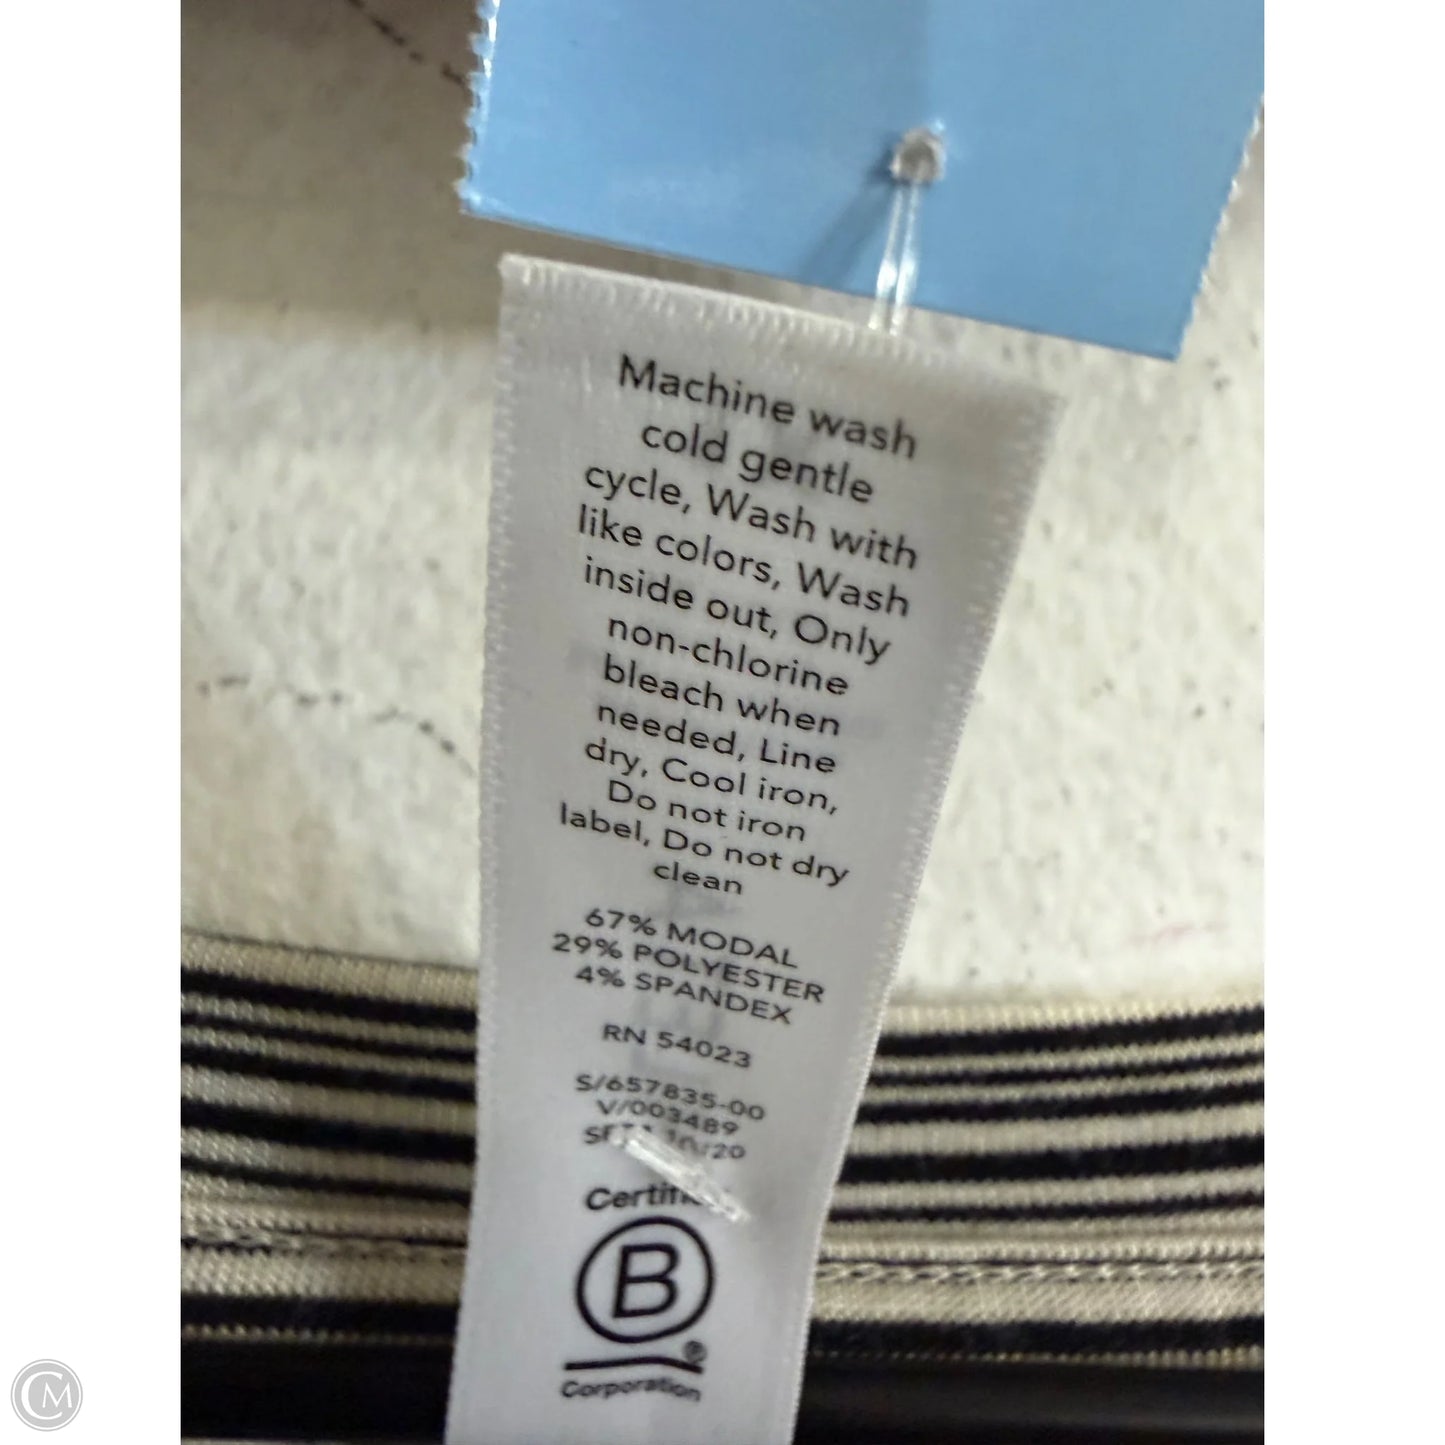 Machine wash
cold gentle
cycle, Wash with
like colors, Wash
inside out, Only
non-chlorine
bleach when
needed, Line
dry, Cool iron,
Do not iron
label, Do not dry
clean
67% MODAL
29% POLYESTER
4% SPANDEX
RN 54023
S/657835-00
V/003489
B
®
Corporation
CM